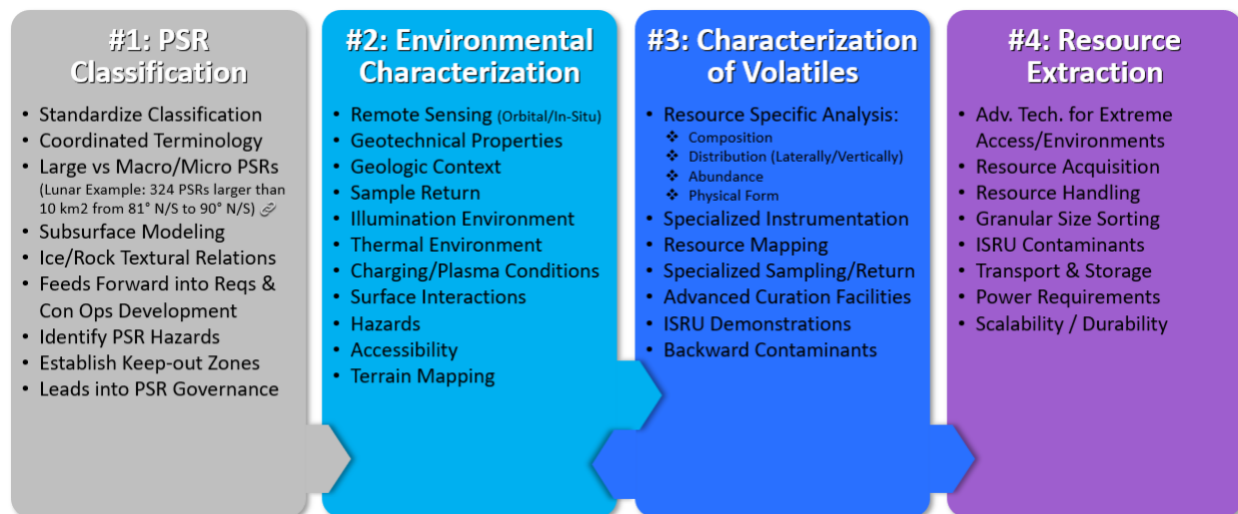 #1: PSR
Classification
• Standardize Classification
• Coordinated Terminology
• Large vs Macro/Micro PSRs
(Lunar Example: 324 PSRs larger than
10 km2 from 81° N/S to 90° N/S)
• Subsurface Modeling
• Ice/Rock Textural Relations
• Feeds Forward into Reqs &
Con Ops Development
• Identify PSR Hazards
• Establish Keep-out Zones
• Leads into PSR Governance
#2: Environmental
Characterization
• Remote Sensing (Orbital/In-Situ)
• Geotechnical Properties
• Geologic Context
• Sample Return
• Illumination Environment
• Thermal Environment
• Charging/Plasma Conditions
• Surface Interactions
• Hazards
• Accessibility
• Terrain Mapping
#3: Characterization
of Volatiles
• Resource Specific Analysis:
❖ Composition
❖ Distribution (Laterally/Vertically)
❖ Abundance
❖ Physical Form
• Specialized Instrumentation
• Resource Mapping
• Specialized Sampling/Return
• Advanced Curation Facilities
• ISRU Demonstrations
• Backward Contaminants
#4: Resource
Extraction
• Adv. Tech. for Extreme
Access/Environments
• Resource Acquisition
• Resource Handling
• Granular Size Sorting
• ISRU Contaminants
• Transport & Storage
• Power Requirements
• Scalability / Durability